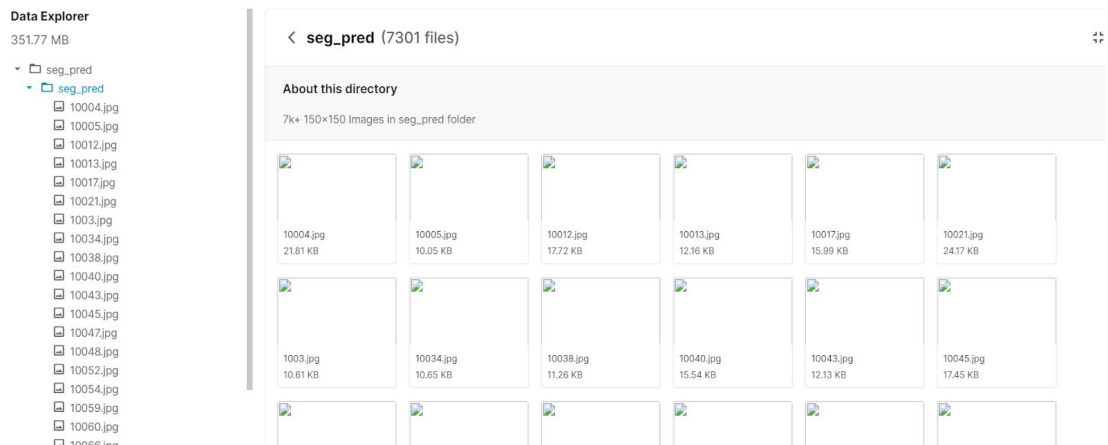 Data Explorer
351.77 MB
seg_pred
seg_pred
10004.jpg
10005.jpg
10012.jpg
10013.jpg
10017.jpg
10021.jpg
1003.jpg
10034.jpg
10038.jpg
10040.jpg
10043.jpg
10045.jpg
10047.jpg
10048.jpg
10052.jpg
10054.jpg
10059.jpg
10060.jpg
10066.jpg
seg_pred (7301 files)
About this directory
7k+ 150×150 Images in seg_pred folder
10004.jpg 10005.jpg 10012.jpg 10013.jpg 10017.jpg 10021.jpg
21.81 KB 10.05 KB 17.72 KB 12.16 KB 15.99 KB 24.17 KB
1003.jpg 10034.jpg 10038.jpg 10040.jpg 10043.jpg 10045.jpg
10.61 KB 10.65 KB 11.26 KB 15.54 KB 12.13 KB 17.45 KB